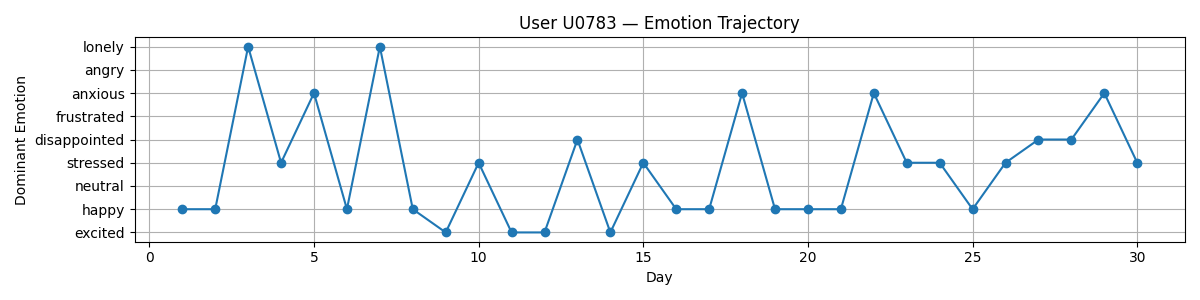 User U0783 — Emotion Trajectory
Dominant Emotion
lonely
angry
anxious
frustrated
disappointed
stressed
neutral
happy
excited
0 5 10 15 20 25 30
Day